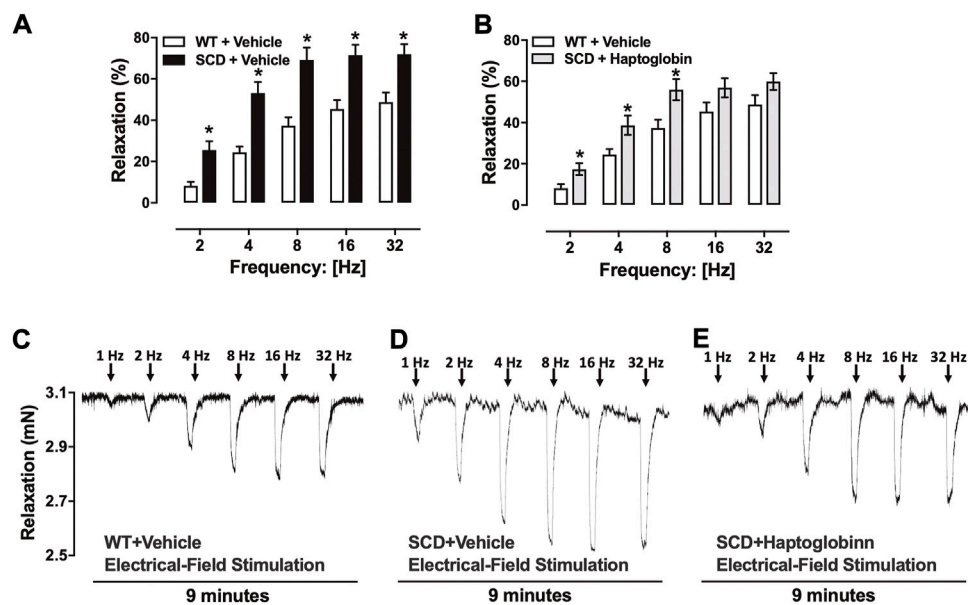 A
WT + Vehicle
SCD + Vehicle
Relaxation (%)
80
60
40
20
0
* * * * *
2 4 8 16 32
Frequency: [Hz]
B
WT + Vehicle
SCD + Haptoglobin
Relaxation (%)
80
60
40
20
0
* * *
2 4 8 16 32
Frequency: [Hz]
C
1 Hz 2 Hz 4 Hz 8 Hz 16 Hz 32 Hz
Relaxation (mN)
3.1
2.9
2.7
2.5
WT+Vehicle
Electrical-Field Stimulation
9 minutes
D
1 Hz 2 Hz 4 Hz 8 Hz 16 Hz 32 Hz
SCD+Vehicle
Electrical-Field Stimulation
9 minutes
E
1 Hz 2 Hz 4 Hz 8 Hz 16 Hz 32 Hz
SCD+Haptoglobinn
Electrical-Field Stimulation
9 minutes